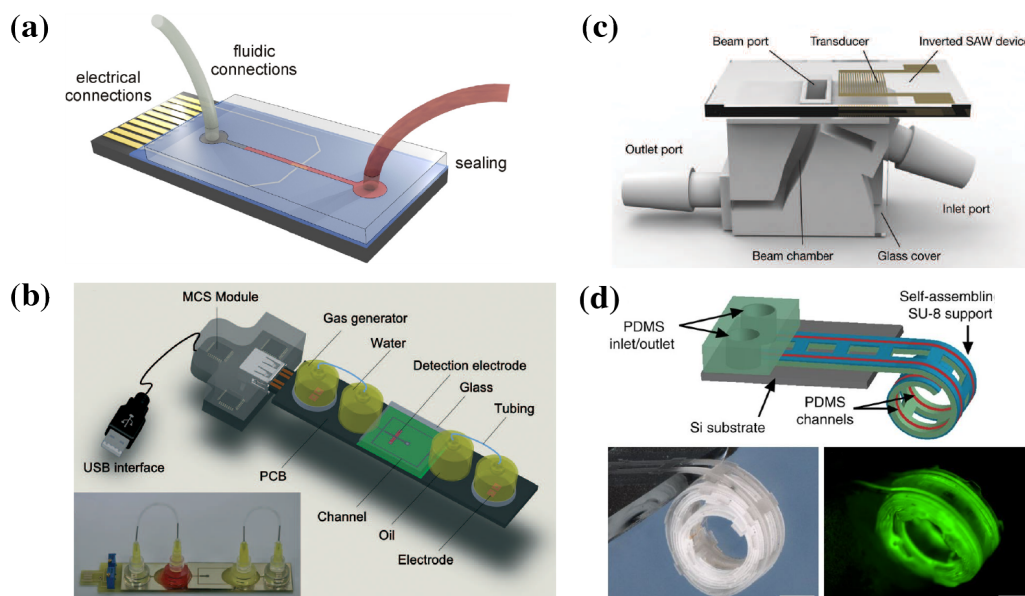 (a)
fluidic
connections
electrical
connections
sealing
(b)
MCS Module
Gas generator
Water
Detection electrode
Glass
Tubing
USB interface
PCB
Channel
Oil
Electrode
(c)
Beam port
Transducer
Inverted SAW device
Outlet port
Inlet port
Beam chamber
Glass cover
(d)
PDMS
inlet/outlet
Self-assemblin
SU-8 support
PDMS
channels
Si substrate